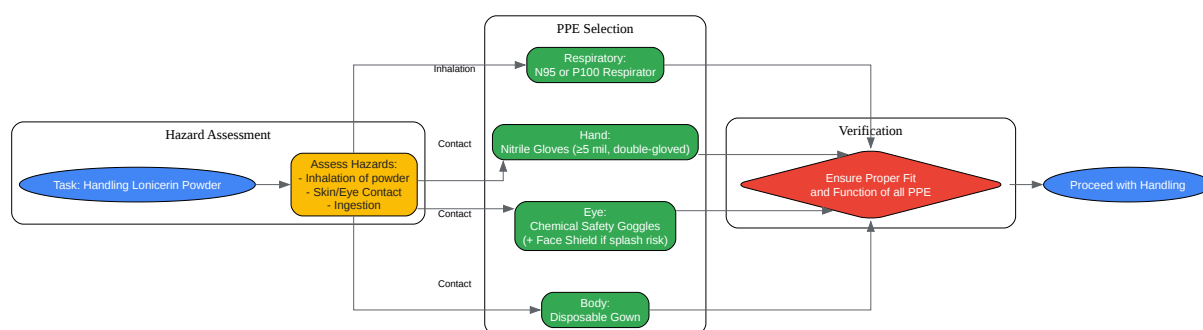 PPE Selection
Respiratory:
N95 or P100 Respirator
Inhalation
Hazard Assessment
Task: Handling Lonicerin Powder
Assess Hazards:
- Inhalation of powder
- Skin/Eye Contact
- Ingestion
Contact
Hand:
Nitrile Gloves (≥5 mil, double-gloved)
Contact
Eye:
Chemical Safety Goggles
(+ Face Shield if splash risk)
Contact
Body:
Disposable Gown
Verification
Ensure Proper Fit
and Function of all PPE
Proceed with Handling